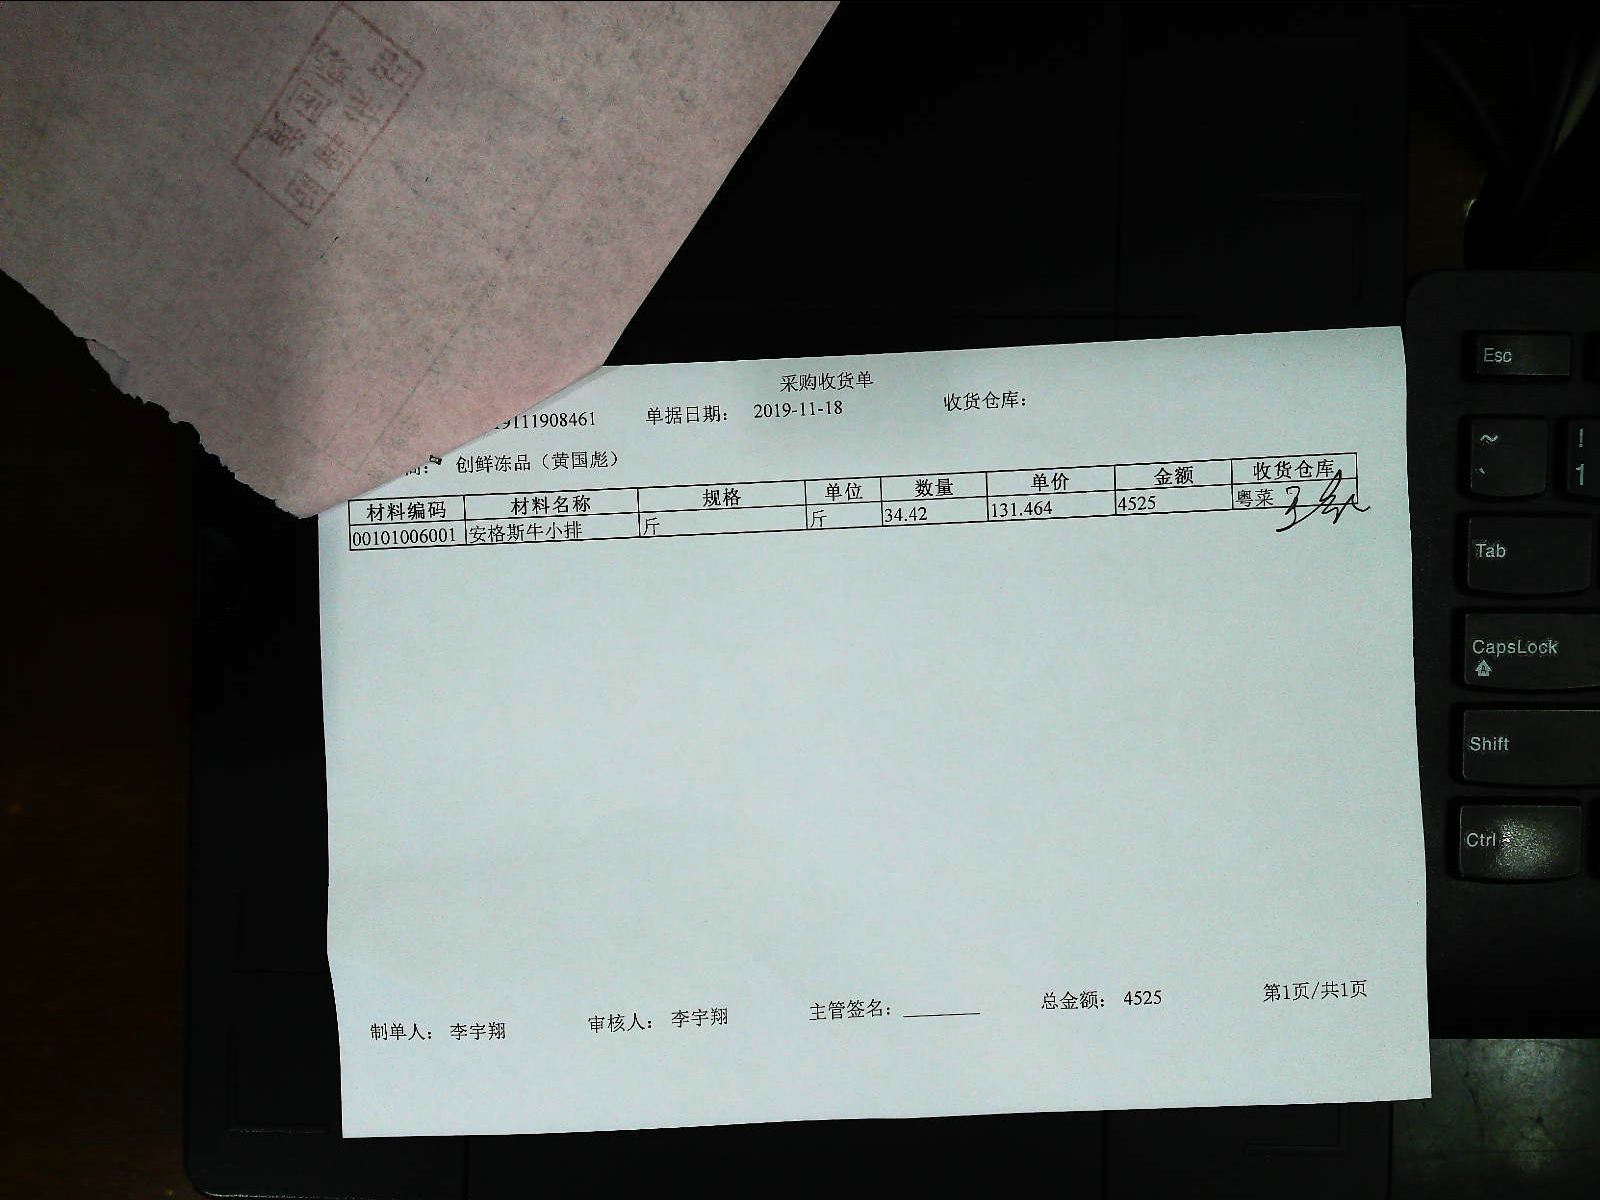 采购收货单
9111908461 单据日期: 2019-11-18 收货仓库:
商: 创鲜冻品（黄国彪）
材料编码 材料名称 规格 单位 数量 单价 金额 收货仓库
00101006001 安格斯牛小排 斤 斤 34.42 131.464 4525 粤菜
制单人: 李宇翔 审核人: 李宇翔 主管签名: 总金额: 4525 第1页/共1页
Esc
~ !
` 1
Tab
CapsLock
Shift
Ctrl